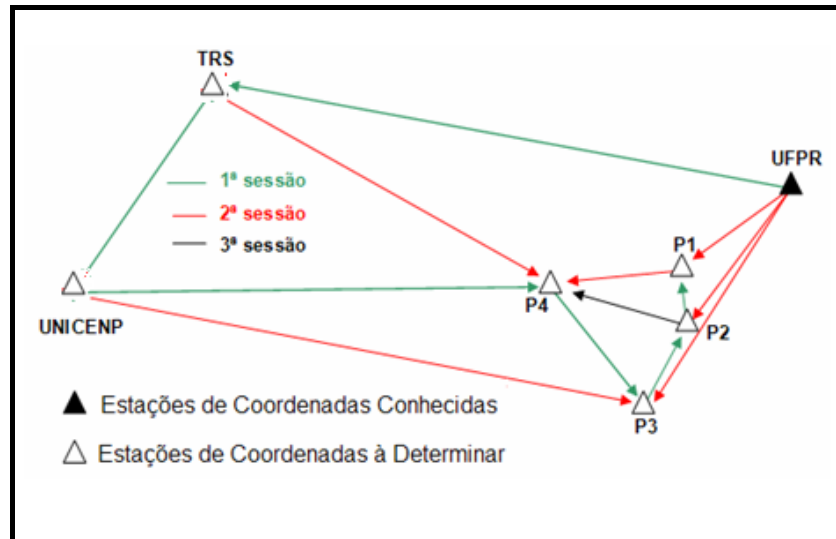 TRS
UFPR
1ª sessão
2ª sessão
3ª sessão
P1
P4
P2
UNICENP
P3
Estações de Coordenadas Conhecidas
Estações de Coordenadas à Determinar